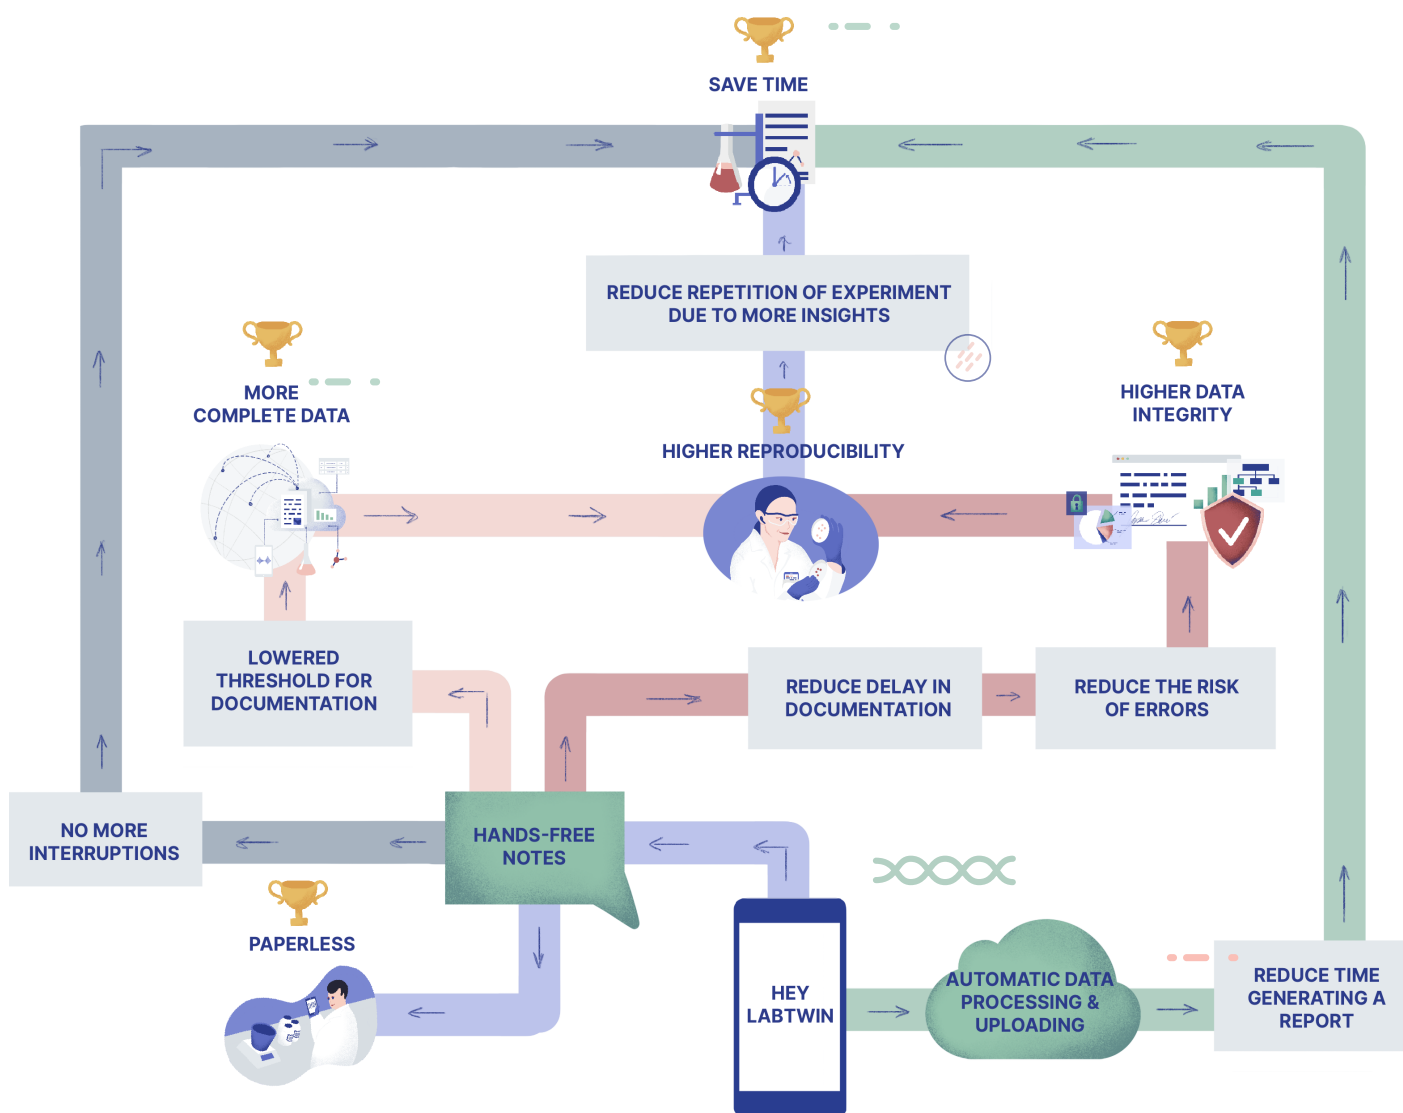 SAVE TIME
REDUCE REPETITION OF EXPERIMENT
DUE TO MORE INSIGHTS
MORE
COMPLETE DATA
HIGHER REPRODUCIBILITY
HIGHER DATA
INTEGRITY
LOWERED
THRESHOLD FOR
DOCUMENTATION
REDUCE DELAY IN
DOCUMENTATION
REDUCE THE RISK
OF ERRORS
NO MORE
INTERRUPTIONS
HANDS-FREE
NOTES
PAPERLESS
HEY
LABTWIN
AUTOMATIC DATA
PROCESSING &
UPLOADING
REDUCE TIME
GENERATING A
REPORT